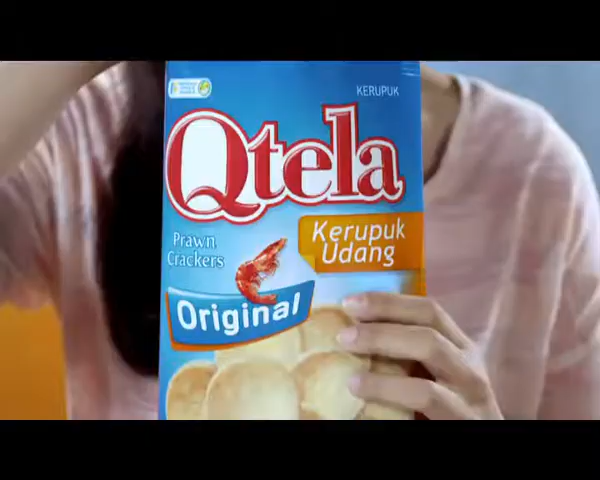 KERUPUK
Qtela
Prawn
Crackers
Kerupuk
Udang
Original